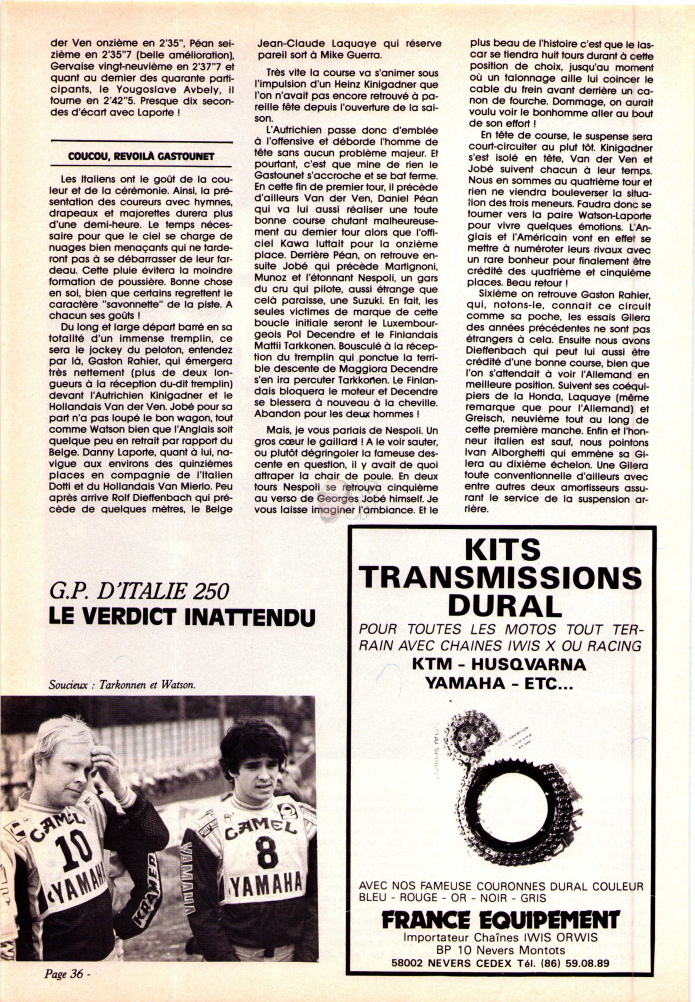 der Ven onzième en 2'35", Péan sei-
zième en 2'35"7 (belle amélioration),
Gervaise vingt-neuvième en 2'37"7 et
quant au dernier des quarante parti-
cipants, le Yougoslave Avbely, il
tourne en 2'42"5. Presque dix secon-
des d'écart avec Laporte !
COUCOU, REVOILÀ GASTOUNET
Les Italiens ont le goût de la cou-
leur et de la cérémonie. Ainsi, la pré-
sentation des coureurs avec hymnes,
drapeaux et majorettes durera plus
d'une demi-heure. Le temps néces-
saire pour que le ciel se charge de
nuages bien menaçants qui ne tarde-
ront pas à se débarrasser de leur far-
deau. Cette pluie évitera la moindre
formation de poussière. Bonne chose
en soi, bien que certains regrettent le
caractère "savonnette" de la piste. A
chacun ses goûts !
Du long et large départ barré en sa
totalité d'un immense tremplin, ce
sera le jockey du peloton, entendez
par là, Gaston Rahier, qui émergera
très nettement (plus de deux lon-
gueurs à la réception du-dit tremplin)
devant l'Autrichien Kinigadner et le
Hollandais Van der Ven. Jobé pour sa
part n'a pas loupé le bon wagon, tout
comme Watson bien que l'Anglais soit
quelque peu en retrait par rapport du
Belge. Danny Laporte, quant à lui, na-
vigue aux environs des quinzièmes
places en compagnie de l'Italien
Dotti et du Hollandais Van Mierlo. Peu
après arrive Rolf Dieffenbach qui pré-
cède de quelques mètres, le Belge
Jean-Claude Laquaye qui réserve
pareil sort à Mike Guerra.
Très vite la course va s'animer sous
l'impulsion d'un Heinz Kinigadner que
l'on n'avait pas encore retrouvé à pa-
reille fête depuis l'ouverture de la sai-
son.
L'Autrichien passe donc d'emblée
à l'offensive et déborde l'homme de
tête sans aucun problème majeur. Et
pourtant, c'est que mine de rien le
Gastounet s'accroche et se bat ferme.
En cette fin de premier tour, il précède
d'ailleurs Van der Ven, Daniel Péan
qui va lui aussi réaliser une toute
bonne course chutant malheureuse-
ment au dernier tour alors que l'offi-
ciel Kawa luttait pour la onzième
place. Derrière Péan, on retrouve en-
suite Jobé qui précède Martignoni,
Munoz et l'étonnant Nespoli, un gars
du cru qui pilote, aussi étrange que
celà paraisse, une Suzuki. En fait, les
seules victimes de marque de cette
boucle initiale seront le Luxembour-
geois Pol Decendre et le Finlandais
Mattii Tarkkonen. Bousculé à la récep-
tion du tremplin qui ponctue la terri-
ble descente de Maggiora Decendre
s'en ira percuter Tarkkonen. Le Finlan-
dais bloquera le moteur et Decendre
se blessera à nouveau à la cheville.
Abandon pour les deux hommes !
Mais, je vous parlais de Nespoli. Un
gros cœur le gaillard ! A le voir sauter,
ou plutôt dégringoler la fameuse des-
cente en question, il y avait de quoi
attraper la chair de poule. En deux
tours Nespoli se retrouva cinquième
au verso de Georges Jobé himself. Je
vous laisse imaginer l'ambiance. Et le
plus beau de l'histoire c'est que le las-
car se tiendra huit tours durant à cette
position de choix, jusqu'au moment
où un talonnage aille lui coincer le
cable du frein avant derrière un ca-
non de fourche. Dommage, on aurait
voulu voir le bonhomme aller au bout
de son effort !
En tête de course, le suspense sera
court-circuiter au plut tôt. Kinigadner
s'est isolé en tête, Van der Ven et
Jobé suivent chacun à leur temps.
Nous en sommes au quatrième tour et
rien ne viendra bouleverser la situa-
tion des trois meneurs. Faudra donc se
tourner vers la paire Watson-Laporte
pour vivre quelques émotions. L'An-
glais et l'Américain vont en effet se
mettre à numéroter leurs rivaux avec
un rare bonheur pour finalement être
crédité des quatrième et cinquième
places. Beau retour !
Sixième on retrouve Gaston Rahier,
qui, notons-le, connait ce circuit
comme sa poche, les essais Gilera
des années précédentes ne sont pas
étrangers à cela. Ensuite nous avons
Dieffenbach qui peut lui aussi être
crédité d'une bonne course, bien que
l'on s'attendait à voir l'Allemand en
meilleure position. Suivent ses coéqui-
piers de la Honda, Laquaye (même
remarque que pour l'Allemand) et
Greisch, neuvième tout au long de
cette première manche. Enfin et l'hon-
neur italien est sauf, nous pointons
Ivan Alborghetti qui emmène sa Gi-
lera au dixième échelon. Une Gilera
toute conventionelle d'ailleurs avec
entre autres deux amortisseurs assu-
rant le service de la suspension ar-
rière.
G.P. D'ITALIE 250
LE VERDICT INATTENDU
Soucieux : Tarkonnen et Watson.
CAMEL
10
YAMAHA
KRAMER
YAMAHA
CAMEL
8
YAMAHA
KITS
TRANSMISSIONS
DURAL
POUR TOUTES LES MOTOS TOUT TER-
RAIN AVEC CHAINES IWIS X OU RACING
KTM - HUSQVARNA
YAMAHA - ETC...
AVEC NOS FAMEUSE COURONNES DURAL COULEUR
BLEU - ROUGE - OR - NOIR - GRIS
FRANCE EQUIPEMENT
Importateur Chaînes IWIS ORWIS
BP 10 Nevers Montots
58002 NEVERS CEDEX Tél. (86) 59.08.89
Page 36 -